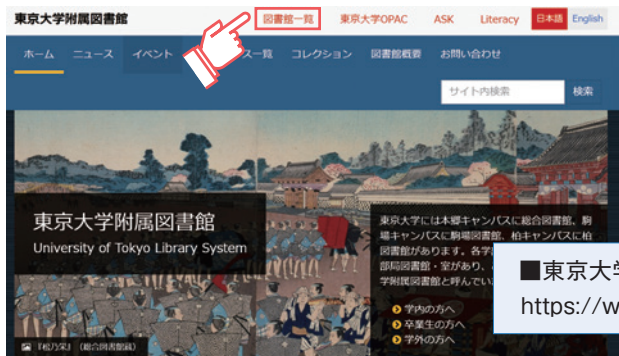 東京大学附属図書館
図書館一覧 東京大学OPAC ASK Literacy 日本語 English
ホーム ニュース イベント ス一覧 コレクション 図書館概要 お問い合わせ
サイト内検索 検索
東京大学附属図書館
University of Tokyo Library System
東京大学には本郷キャンパスに総合図書館、駒
場キャンパスに駒場図書館、柏キャンパスに柏
図書館があります。各学
部局図書館・室があり、
学附属図書館と呼んでい
学内の方へ
卒業生の方へ
学外の方へ
『松乃栄』（総合図書館蔵）
■東京大学
https://w